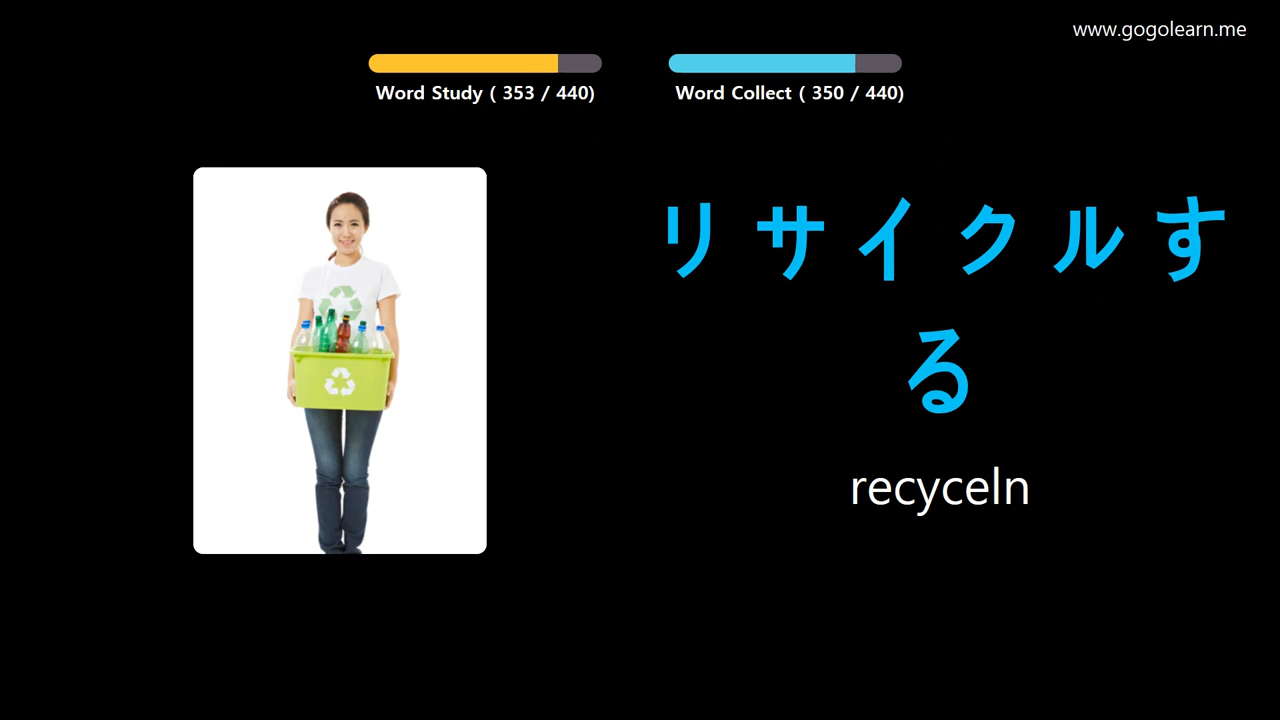 www.gogolearn.me
Word Study ( 353 / 440)
Word Collect ( 350 / 440)
リサイクルす
る
recyceln